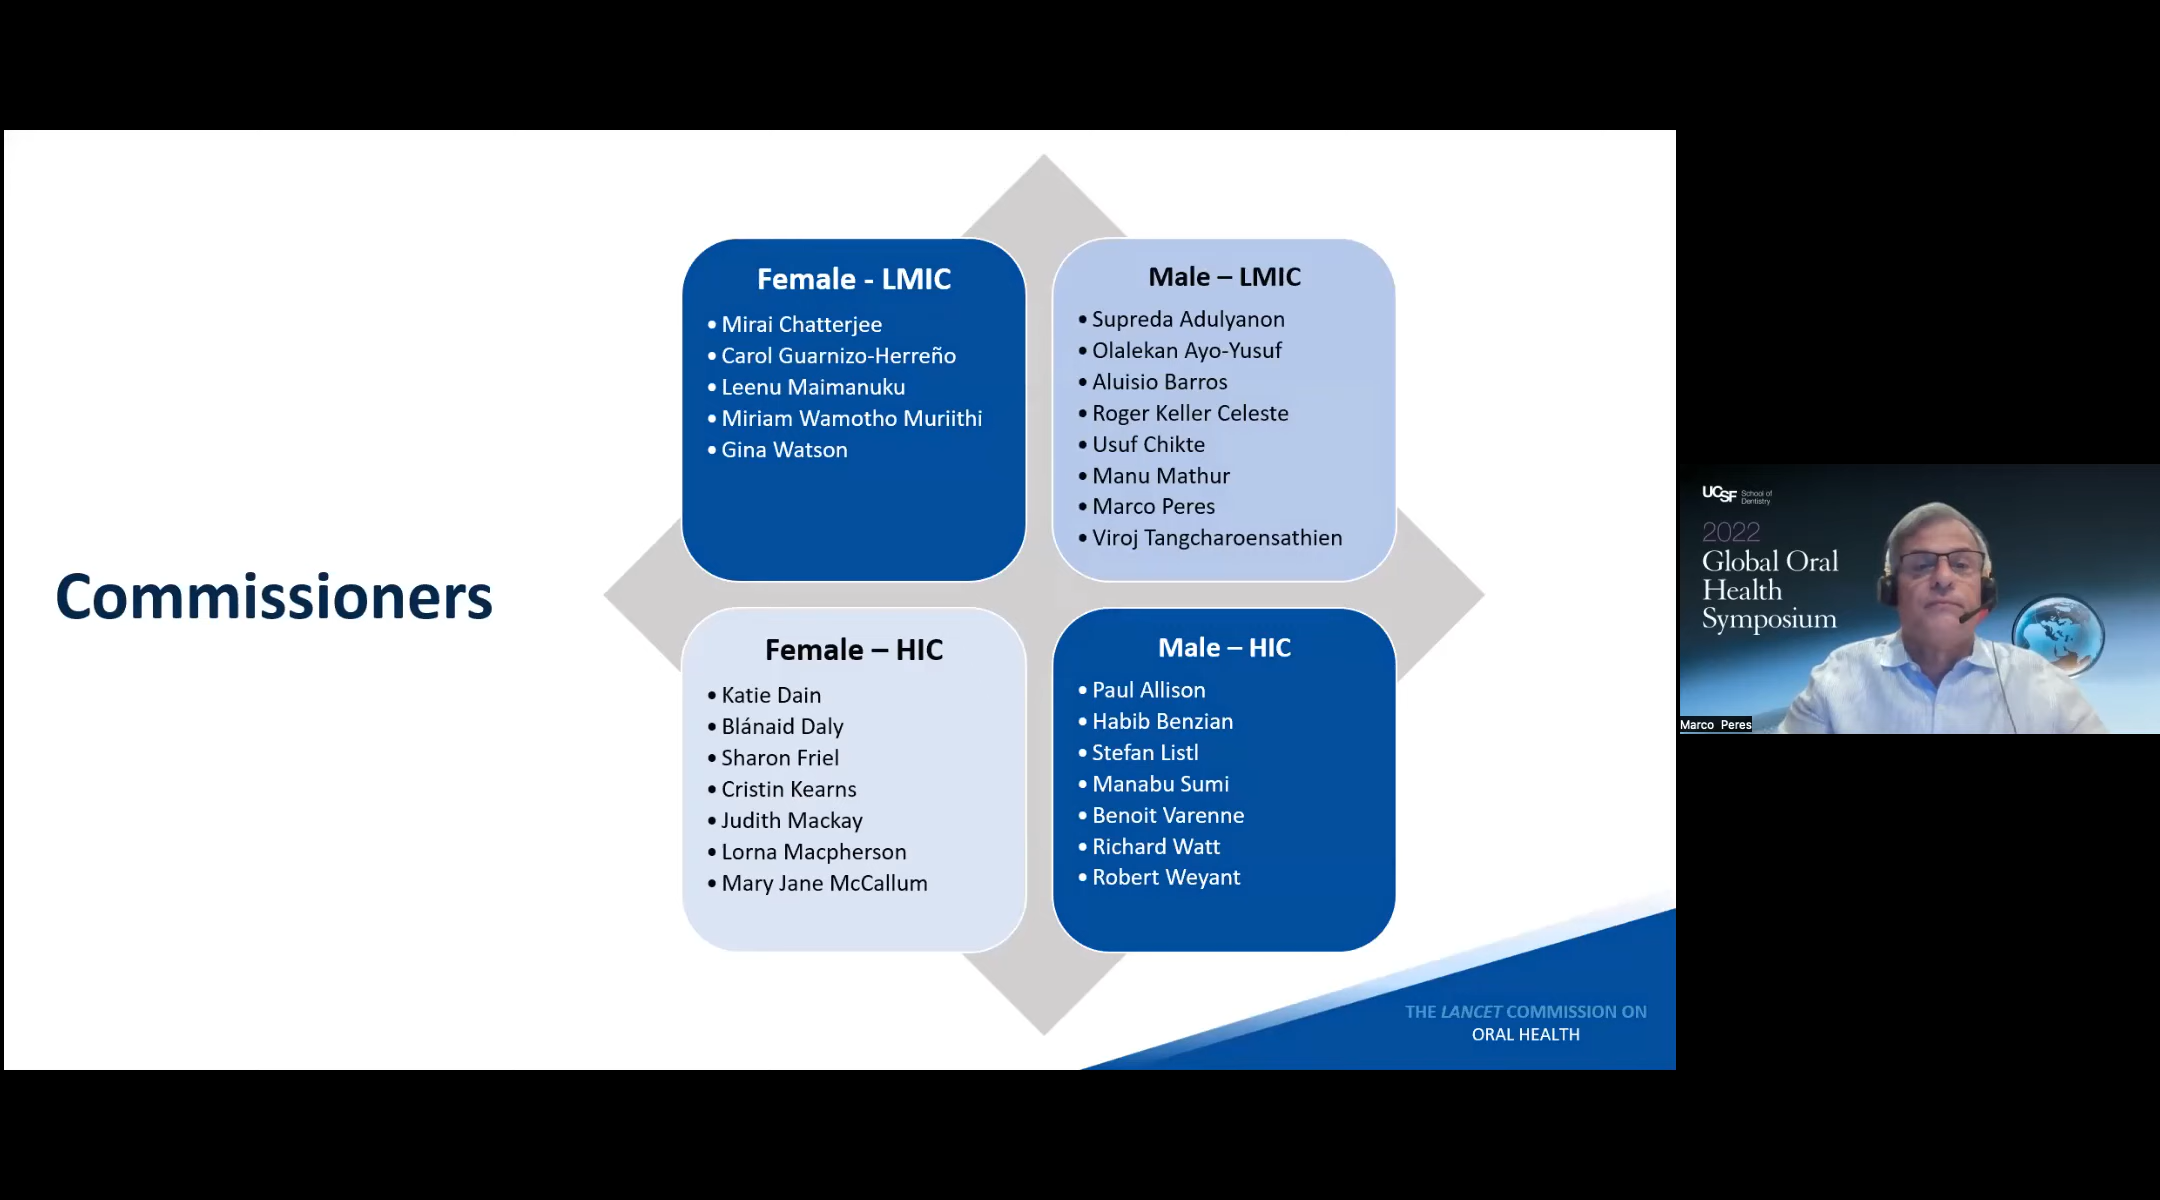 Commissioners
Female - LMIC
• Mirai Chatterjee
• Carol Guarnizo-Herreño
• Leenu Maimanuku
• Miriam Wamotho Muriithi
• Gina Watson
Male – LMIC
• Supreda Adulyanon
• Olalekan Ayo-Yusuf
• Aluisio Barros
• Roger Keller Celeste
• Usuf Chikte
• Manu Mathur
• Marco Peres
• Viroj Tangcharoensathien
Female – HIC
• Katie Dain
• Blánaid Daly
• Sharon Friel
• Cristin Kearns
• Judith Mackay
• Lorna Macpherson
• Mary Jane McCallum
Male – HIC
• Paul Allison
• Habib Benzian
• Stefan Listl
• Manabu Sumi
• Benoit Varenne
• Richard Watt
• Robert Weyant
THE LANCET COMMISSION ON
ORAL HEALTH
UCSF School of
Dentistry
2022
Global Oral
Health
Symposium
Marco Peres